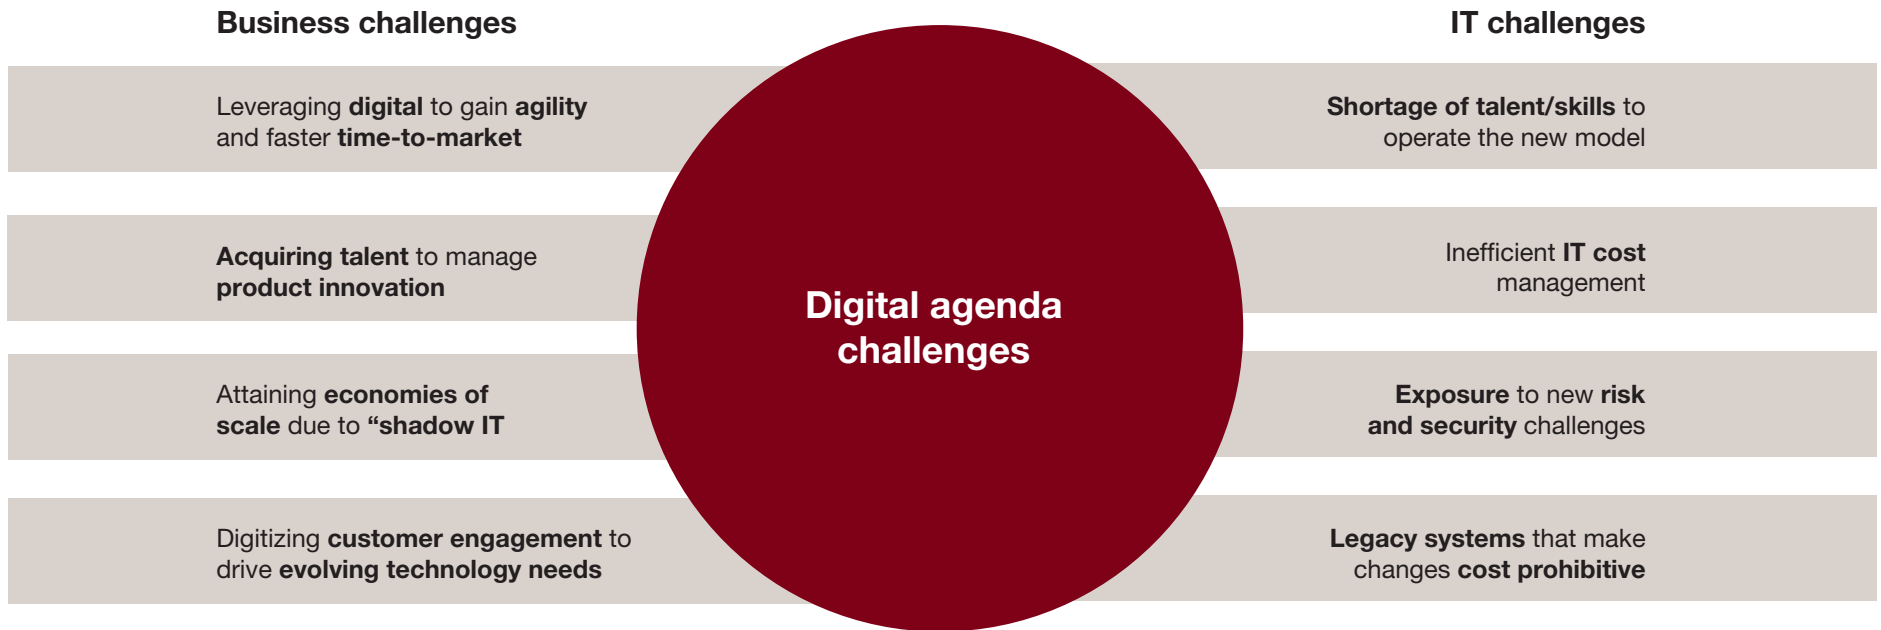 Business challenges
Leveraging digital to gain agility
and faster time-to-market
Acquiring talent to manage
product innovation
Attaining economies of
scale due to “shadow IT
Digitizing customer engagement to
drive evolving technology needs
Digital agenda
challenges
IT challenges
Shortage of talent/skills to
operate the new model
Inefficient IT cost
management
Exposure to new risk
and security challenges
Legacy systems that make
changes cost prohibitive